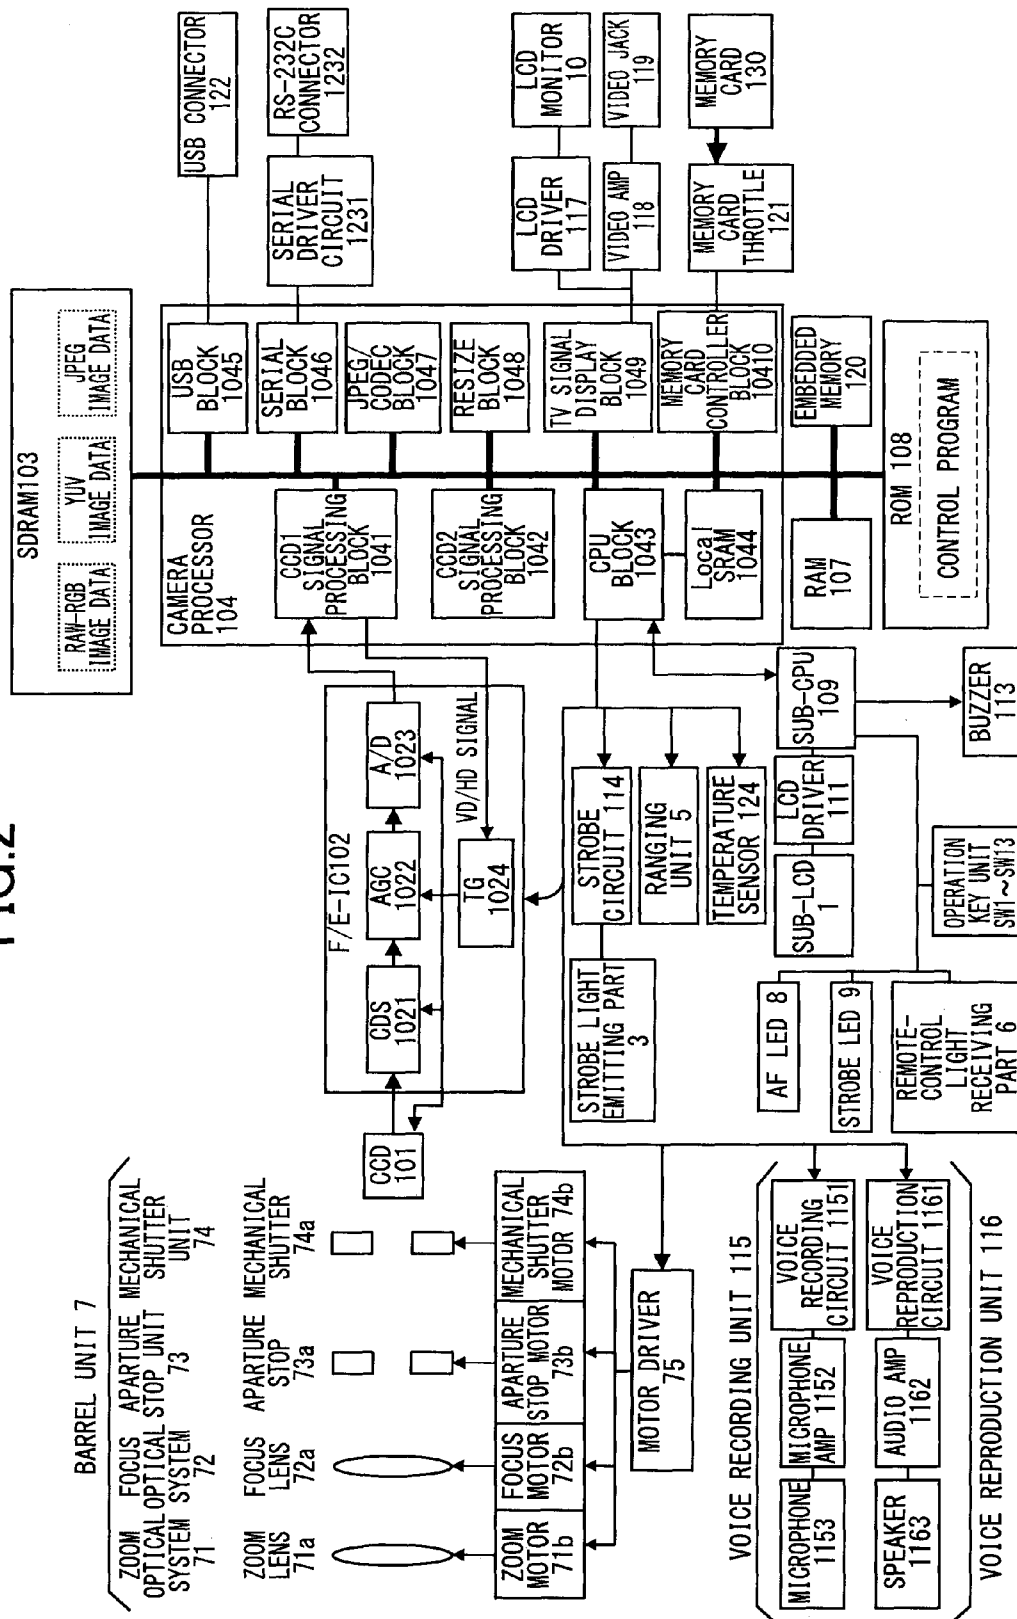 FIG.2
BARREL UNIT 7
ZOOM
OPTICAL
SYSTEM
71
FOCUS
OPTICAL
SYSTEM
72
APARTURE
STOP UNIT
73
MECHANICAL
SHUTTER
UNIT
74
ZOOM
LENS
71a
FOCUS
LENS
72a
APARTURE
STOP
73a
MECHANICAL
SHUTTER
74a
ZOOM
MOTOR
71b
FOCUS
MOTOR
72b
APARTURE
STOP MOTOR
73b
MECHANICAL
SHUTTER
MOTOR 74b
MOTOR DRIVER
75
CCD
101
F/E-IC102
CDS
1021
AGC
1022
A/D
1023
TG
1024
VD/HD SIGNAL
SDRAM103
RAW-RGB
IMAGE DATA
YUV
IMAGE DATA
JPEG
IMAGE DATA
CAMERA
PROCESSOR
104
CCD1
SIGNAL
PROCESSING
BLOCK
1041
CCD2
SIGNAL
PROCESSING
BLOCK
1042
CPU
BLOCK
1043
Local
SRAM
1044
USB
BLOCK
1045
SERIAL
BLOCK
1046
JPEG/
CODEC
BLOCK
1047
RESIZE
BLOCK
1048
TV SIGNAL
DISPLAY
BLOCK
1049
MEMORY
CARD
CONTROLLER
BLOCK
10410
USB CONNECTOR
122
SERIAL
DRIVER
CIRCUIT
1231
RS-232C
CONNECTOR
1232
LCD
DRIVER
117
LCD
MONITOR
10
VIDEO AMP
118
VIDEO JACK
119
MEMORY
CARD
THROTTLE
121
MEMORY
CARD
130
RAM
107
EMBEDDED
MEMORY
120
ROM 108
CONTROL PROGRAM
STROBE LIGHT
EMITTING PART
3
STROBE
CIRCUIT 114
RANGING
UNIT 5
TEMPERATURE
SENSOR 124
SUB-LCD
1
LCD
DRIVER
111
SUB-CPU
109
BUZZER
113
AF LED 8
STROBE LED 9
REMOTE-
CONTROL
LIGHT
RECEIVING
PART 6
OPERATION
KEY UNIT
SW1~SW13
VOICE RECORDING UNIT 115
MICROPHONE
1153
MICROPHONE
AMP 1152
VOICE
RECORDING
CIRCUIT 1151
SPEAKER
1163
AUDIO AMP
1162
VOICE
REPRODUCTION
CIRCUIT 1161
VOICE REPRODUCTION UNIT 116